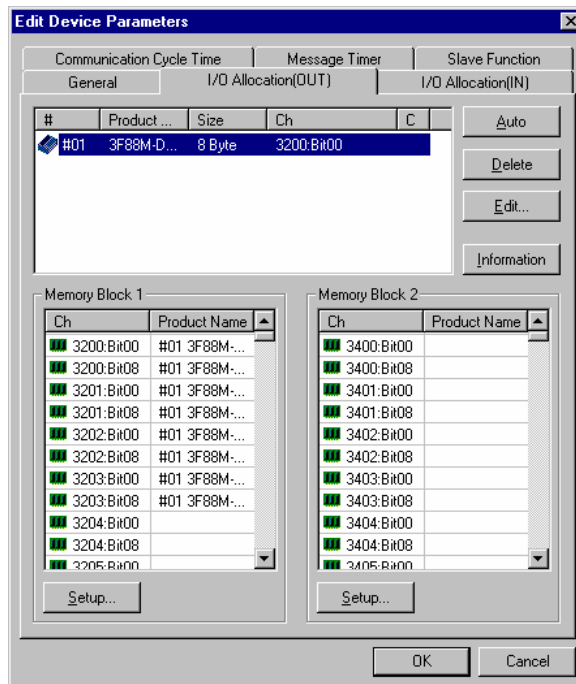 Edit Device Parameters
Communication Cycle Time Message Timer Slave Function
General I/O Allocation(OUT) I/O Allocation(IN)
# Product ... Size Ch C
#01 3F88M-D... 8 Byte 3200:Bit00
Auto
Delete
Edit...
Information
Memory Block 1
Ch Product Name
3200:Bit00 #01 3F88M-...
3200:Bit08 #01 3F88M-...
3201:Bit00 #01 3F88M-...
3201:Bit08 #01 3F88M-...
3202:Bit00 #01 3F88M-...
3202:Bit08 #01 3F88M-...
3203:Bit00 #01 3F88M-...
3203:Bit08 #01 3F88M-...
3204:Bit00
3204:Bit08
3205:Bit00
Setup...
Memory Block 2
Ch Product Name
3400:Bit00
3400:Bit08
3401:Bit00
3401:Bit08
3402:Bit00
3402:Bit08
3403:Bit00
3403:Bit08
3404:Bit00
3404:Bit08
3405:Bit00
Setup...
OK Cancel